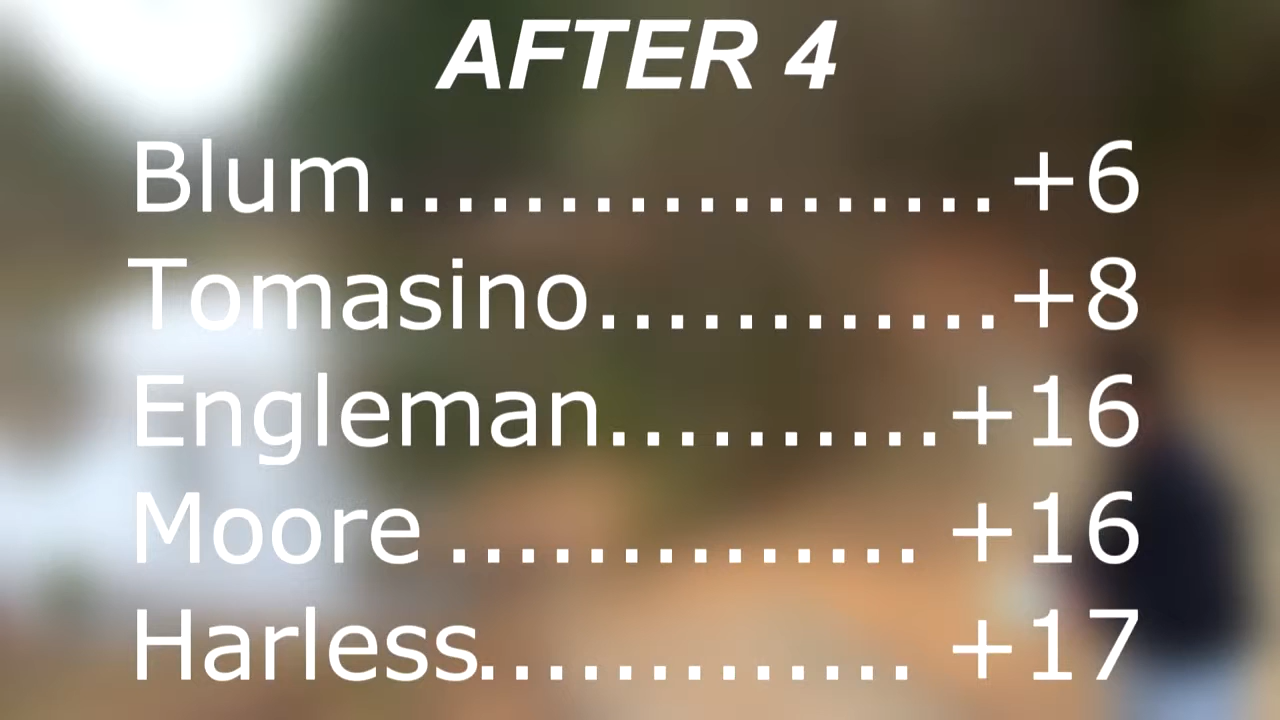 AFTER 4
Blum..................+6
Tomasino............+8
Engleman..........+16
Moore .............. +16
Harless............. +17